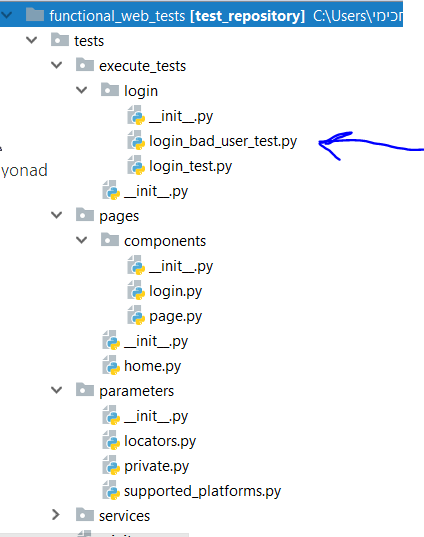 functional_web_tests [test_repository] C:\Users\חכימי
tests
execute_tests
login
__init__.py
login_bad_user_test.py
yonad
login_test.py
__init__.py
pages
components
__init__.py
login.py
page.py
__init__.py
home.py
parameters
__init__.py
locators.py
private.py
supported_platforms.py
services